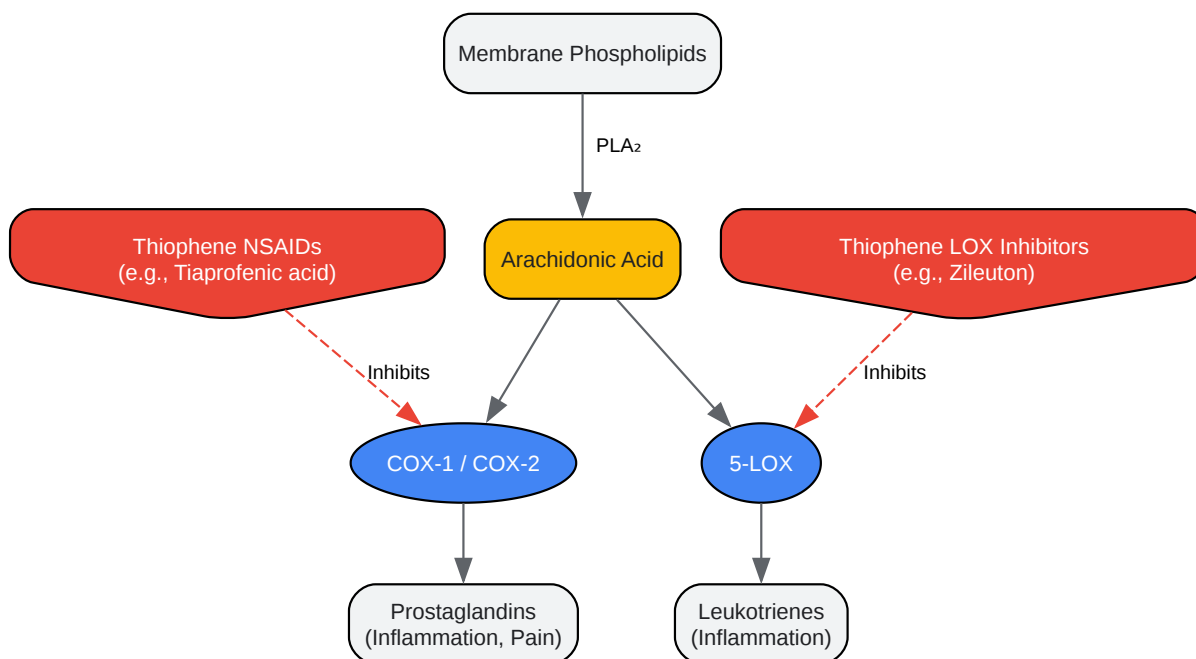 Membrane Phospholipids
PLA₂
Thiophene NSAIDs
(e.g., Tiaprofenic acid)
Arachidonic Acid
Thiophene LOX Inhibitors
(e.g., Zileuton)
Inhibits
Inhibits
COX-1 / COX-2
5-LOX
Prostaglandins
(Inflammation, Pain)
Leukotrienes
(Inflammation)